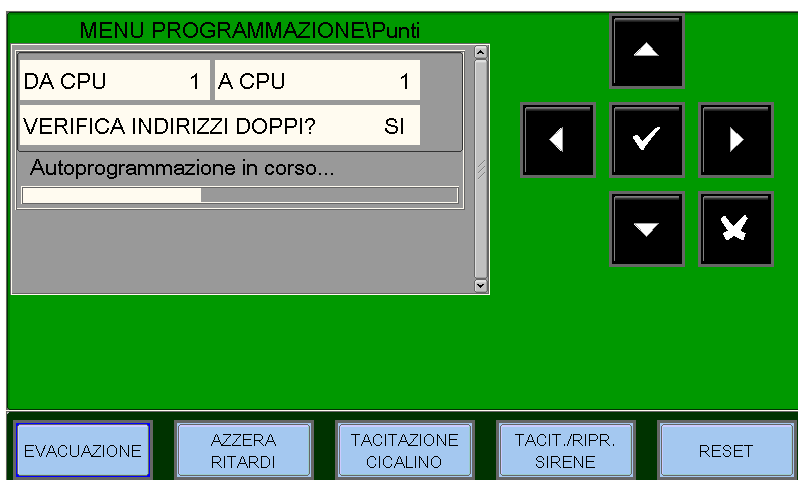 MENU PROGRAMMAZIONE\Punti
DA CPU 1 A CPU 1
VERIFICA INDIRIZZI DOPPI? SI
Autoprogrammazione in corso...
EVACUAZIONE
AZZERA
RITARDI
TACITAZIONE
CICALINO
TACIT./RIPR.
SIRENE
RESET